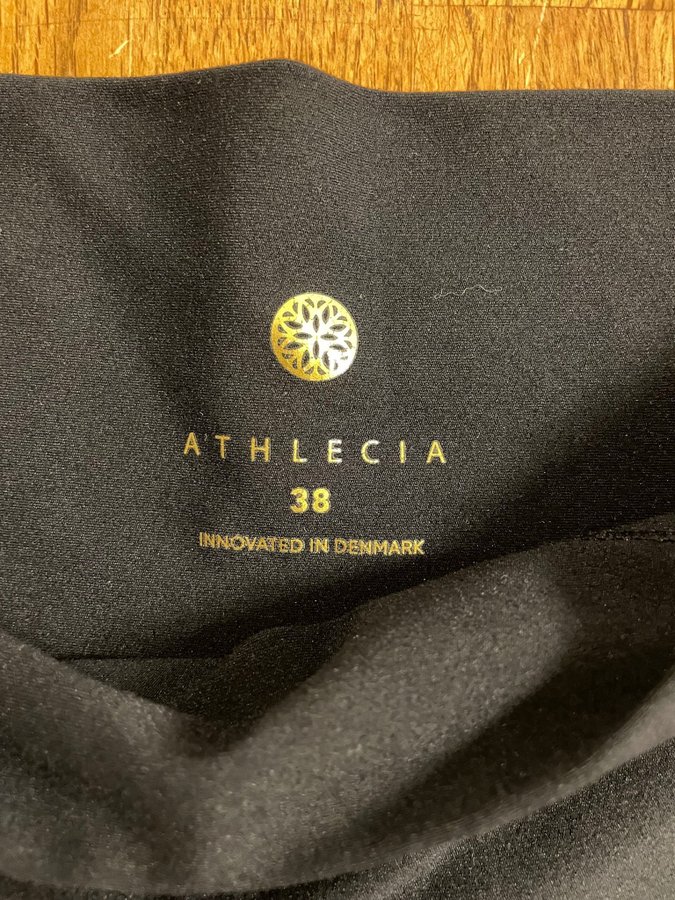 ATHLECIA
38
INNOVATED IN DENMARK